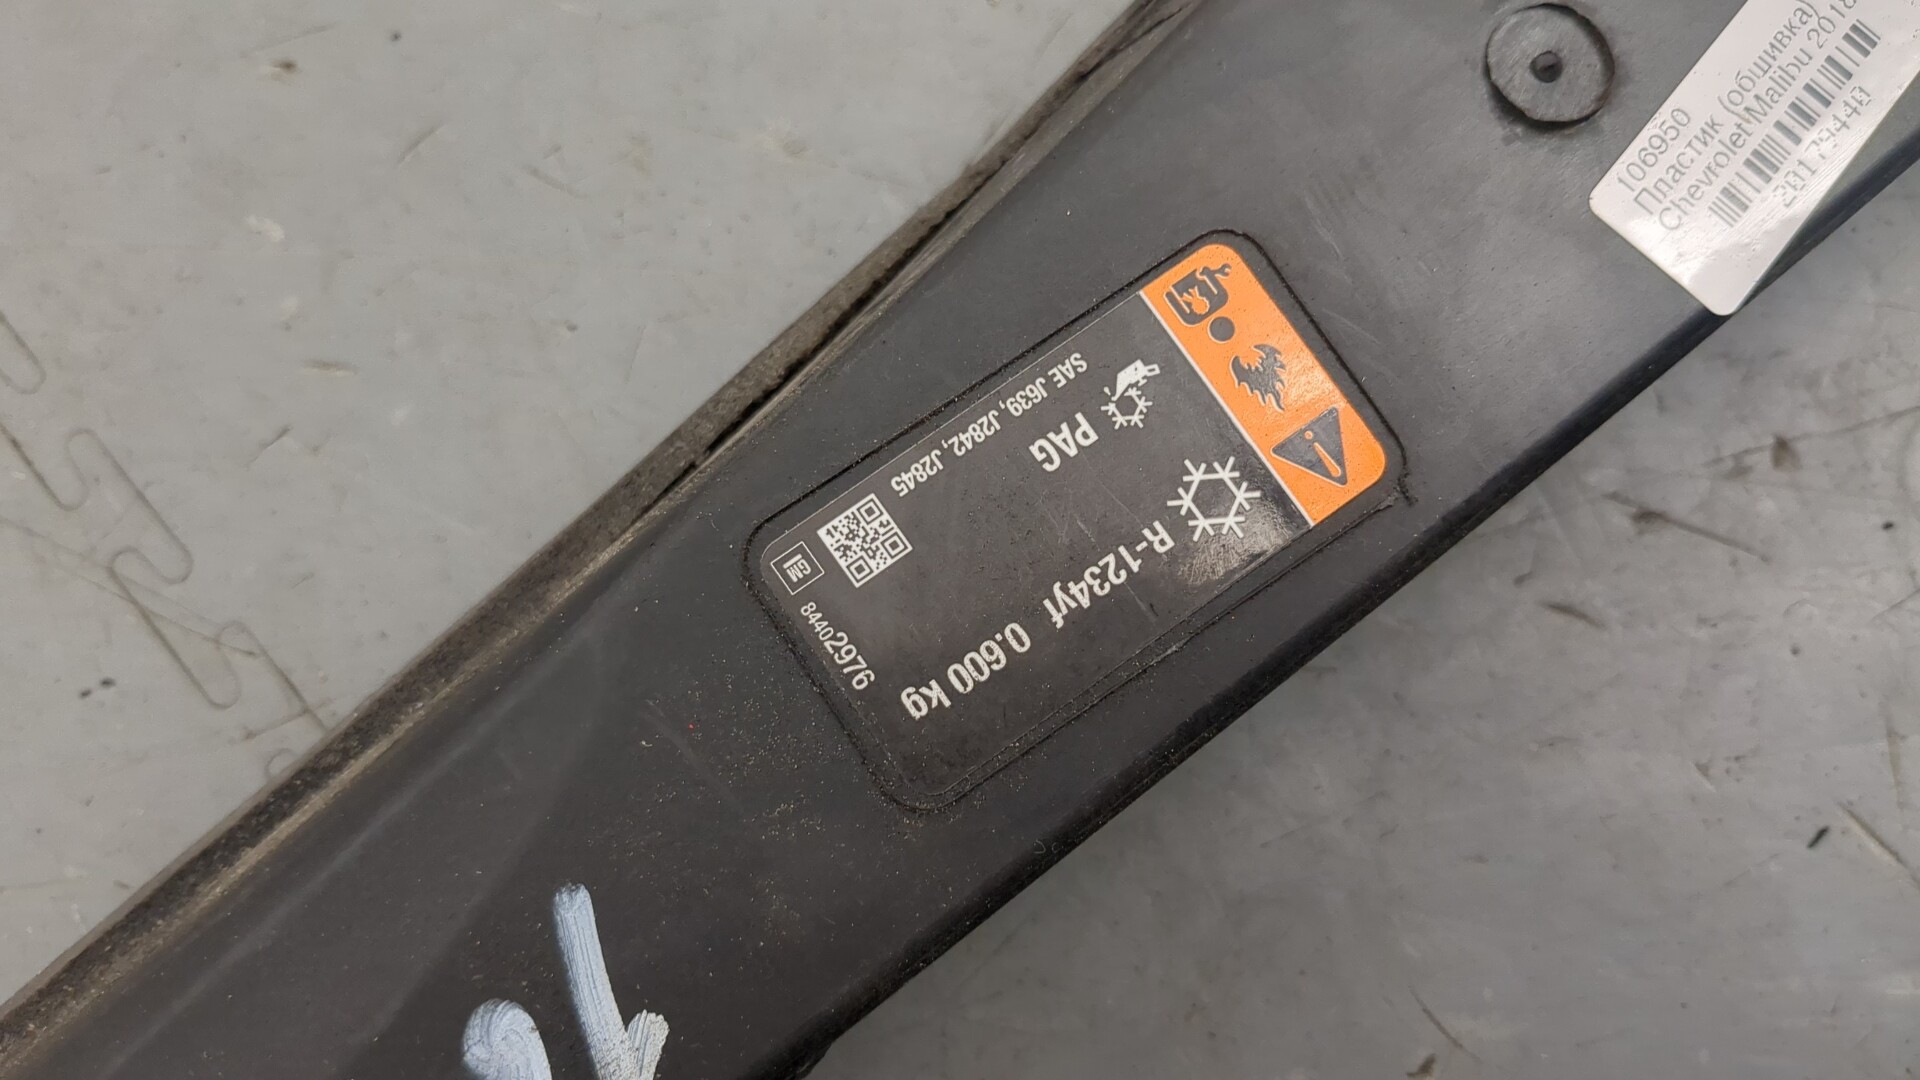 106950
Пластик (обшивка)
Chevrolet Malibu 2018
R-1234yf 0.600 kg
PAG
SAE J639, J2842, J2845
GM
84402976